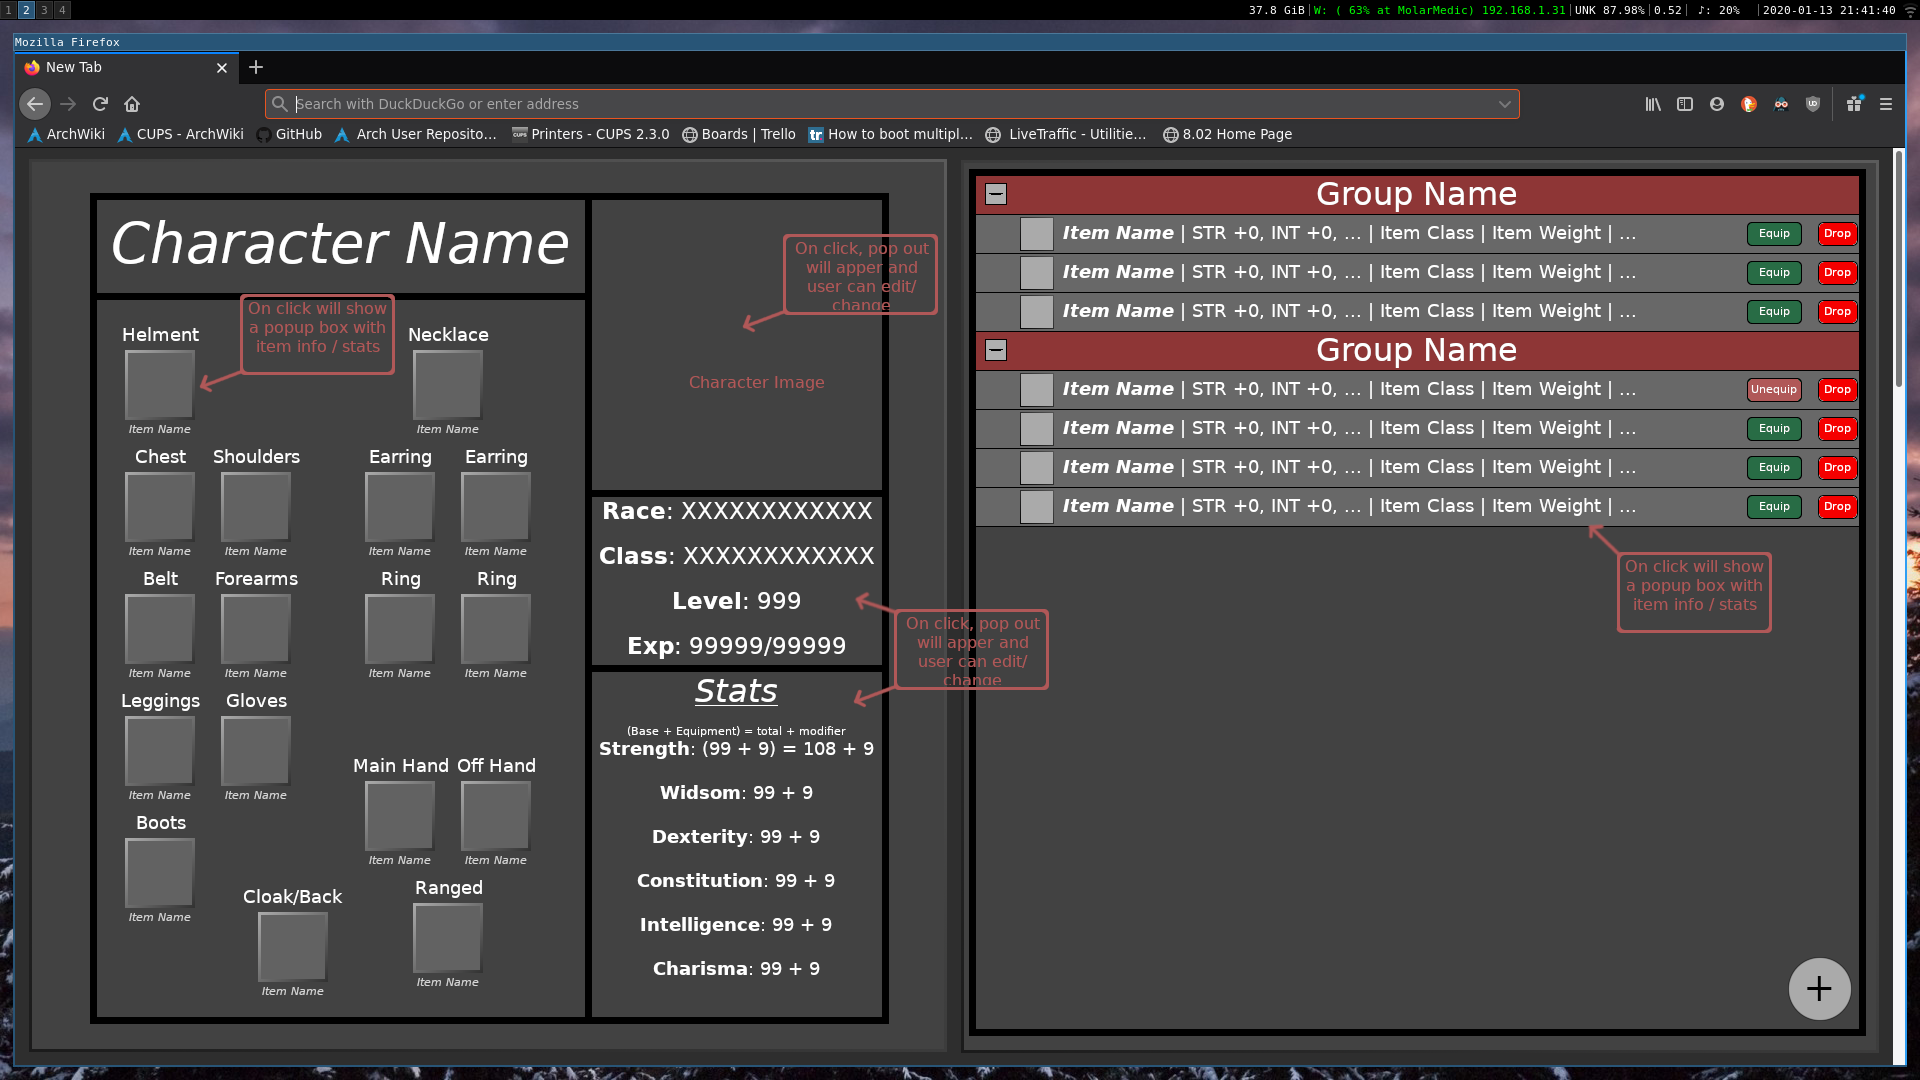 1 2 3 4
37.8 GiB | W: ( 63% at MolarMedic) 192.168.1.31 | UNK 87.98% | 0.52 | ♪: 20% | 2020-01-13 21:41:40
Mozilla Firefox
New Tab
Search with DuckDuckGo or enter address
ArchWiki CUPS - ArchWiki GitHub Arch User Reposito… Printers - CUPS 2.3.0 Boards | Trello How to boot multipl… LiveTraffic - Utilitie… 8.02 Home Page
Character Name
On click will show
a popup box with
item info / stats
Helment
Item Name
Necklace
Item Name
Chest
Item Name
Shoulders
Item Name
Earring
Item Name
Earring
Item Name
Belt
Item Name
Forearms
Item Name
Ring
Item Name
Ring
Item Name
Leggings
Item Name
Gloves
Item Name
Main Hand
Item Name
Off Hand
Item Name
Boots
Item Name
Cloak/Back
Item Name
Ranged
Item Name
On click, pop out
will apper and
user can edit/
change
Character Image
Race: XXXXXXXXXXXX
Class: XXXXXXXXXXXX
Level: 999
Exp: 99999/99999
On click, pop out
will apper and
user can edit/
change
Stats
(Base + Equipment) = total + modifier
Strength: (99 + 9) = 108 + 9
Widsom: 99 + 9
Dexterity: 99 + 9
Constitution: 99 + 9
Intelligence: 99 + 9
Charisma: 99 + 9
Group Name
Item Name | STR +0, INT +0, ... | Item Class | Item Weight | ... Equip Drop
Item Name | STR +0, INT +0, ... | Item Class | Item Weight | ... Equip Drop
Item Name | STR +0, INT +0, ... | Item Class | Item Weight | ... Equip Drop
Group Name
Item Name | STR +0, INT +0, ... | Item Class | Item Weight | ... Unequip Drop
Item Name | STR +0, INT +0, ... | Item Class | Item Weight | ... Equip Drop
Item Name | STR +0, INT +0, ... | Item Class | Item Weight | ... Equip Drop
Item Name | STR +0, INT +0, ... | Item Class | Item Weight | ... Equip Drop
On click will show
a popup box with
item info / stats
+